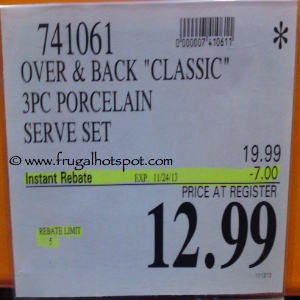 741061
0000007410611
*
OVER & BACK "CLASSIC"
3PC PORCELAIN
SERVE SET
© www.frugalhotspot.com
19.99
Instant Rebate EXP. 11/24/13 -7.00
PRICE AT REGISTER
REBATE LIMIT
5
12.99